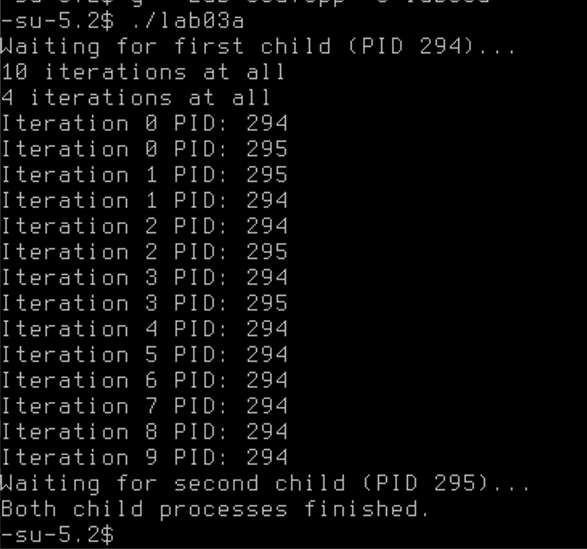 -su-5.2$ ./lab03a
Waiting for first child (PID 294)...
10 iterations at all
4 iterations at all
Iteration 0 PID: 294
Iteration 0 PID: 295
Iteration 1 PID: 295
Iteration 1 PID: 294
Iteration 2 PID: 294
Iteration 2 PID: 295
Iteration 3 PID: 294
Iteration 3 PID: 295
Iteration 4 PID: 294
Iteration 5 PID: 294
Iteration 6 PID: 294
Iteration 7 PID: 294
Iteration 8 PID: 294
Iteration 9 PID: 294
Waiting for second child (PID 295)...
Both child processes finished.
-su-5.2$